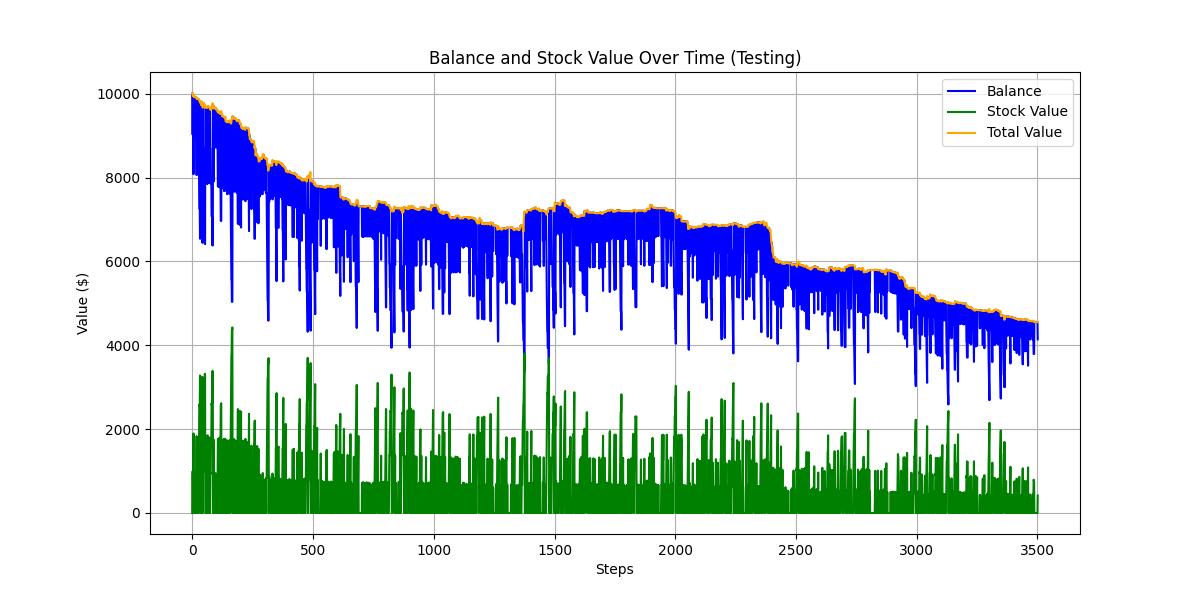 Balance and Stock Value Over Time (Testing)
Balance
Stock Value
Total Value
Value ($)
10000
8000
6000
4000
2000
0
0 500 1000 1500 2000 2500 3000 3500
Steps